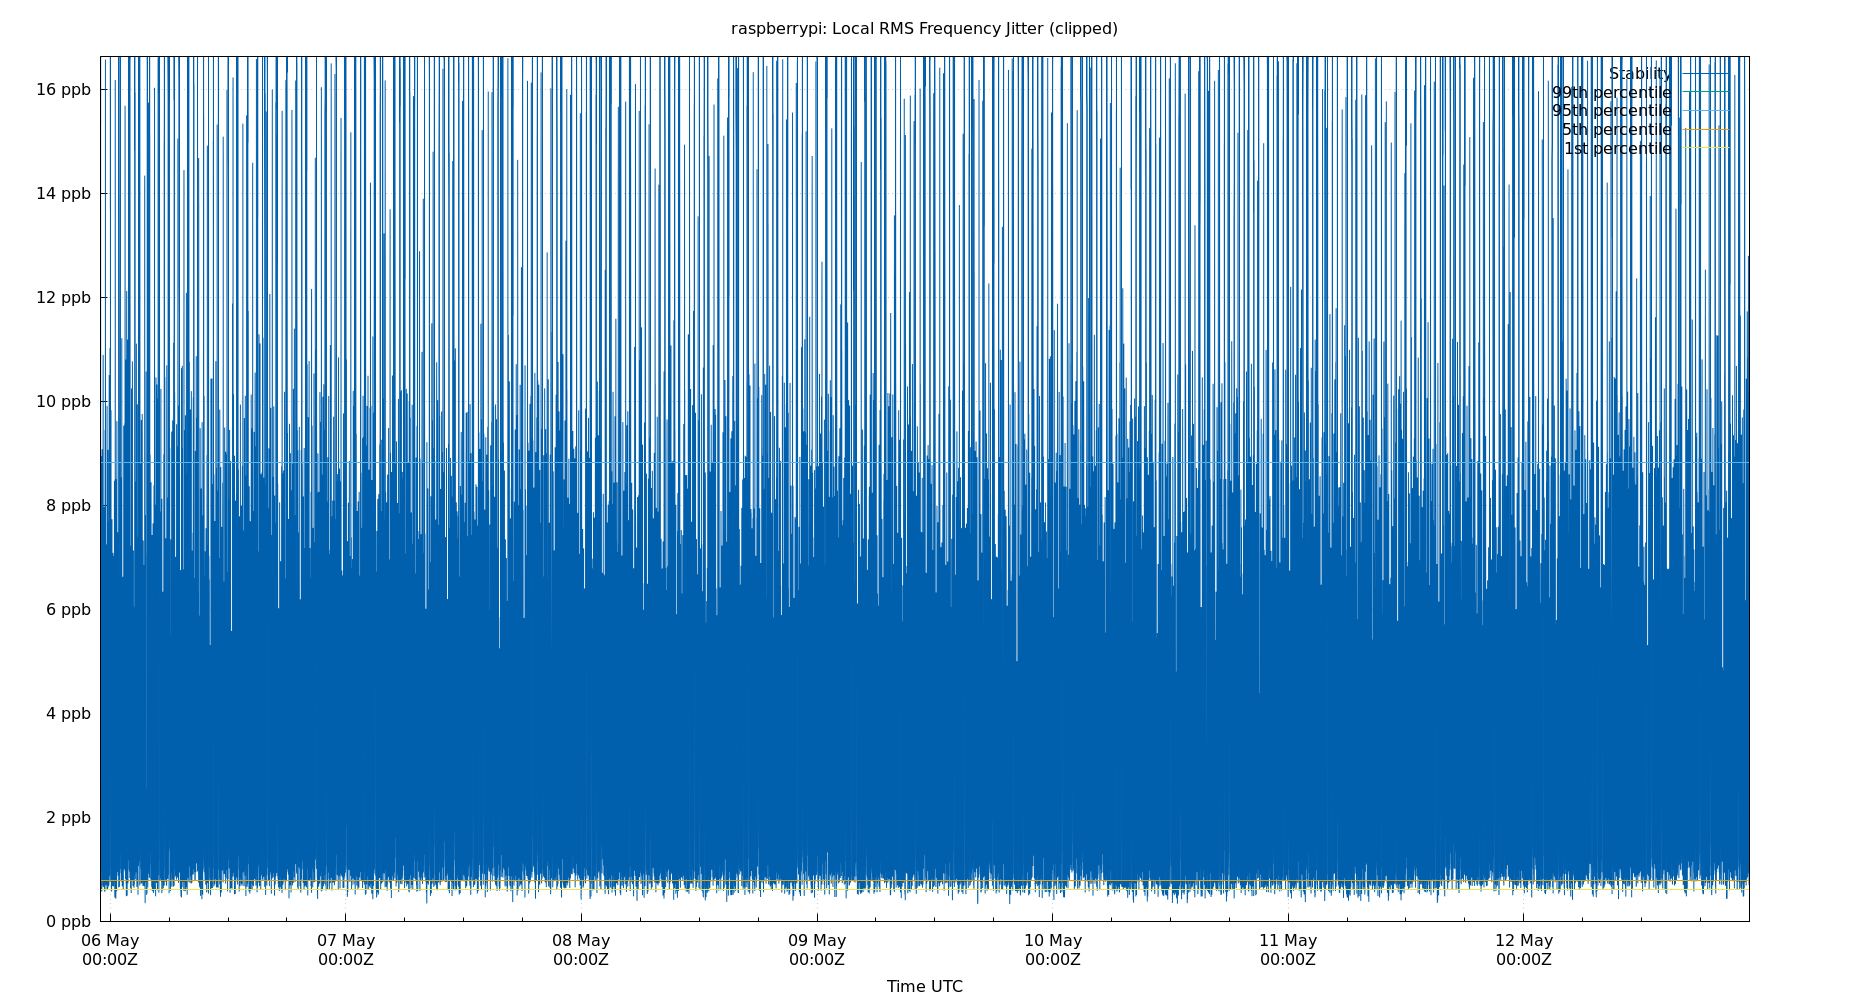 raspberrypi: Local RMS Frequency Jitter (clipped)
16 ppb
14 ppb
12 ppb
10 ppb
8 ppb
6 ppb
4 ppb
2 ppb
0 ppb
Stability
99th percentile
95th percentile
5th percentile
1st percentile
06 May 07 May 08 May 09 May 10 May 11 May 12 May
00:00Z 00:00Z 00:00Z 00:00Z 00:00Z 00:00Z 00:00Z
Time UTC